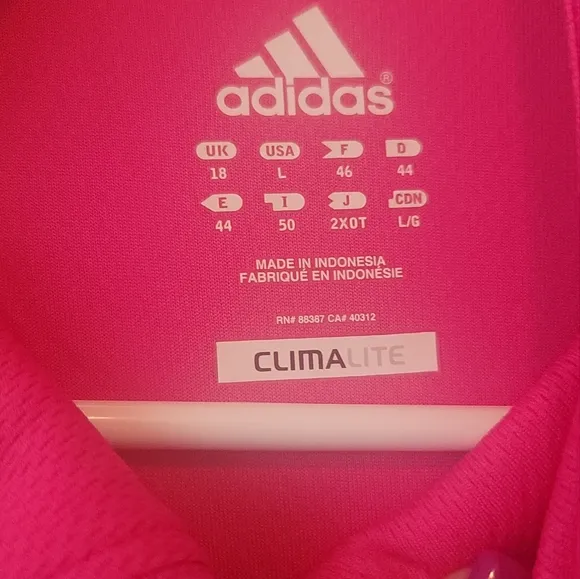 adidas®
UK USA F D
18 L 46 44
E I J CDN
44 50 2X0T L/G
MADE IN INDONESIA
FABRIQUÉ EN INDONÉSIE
RN# 88387 CA# 40312
CLIMALITE